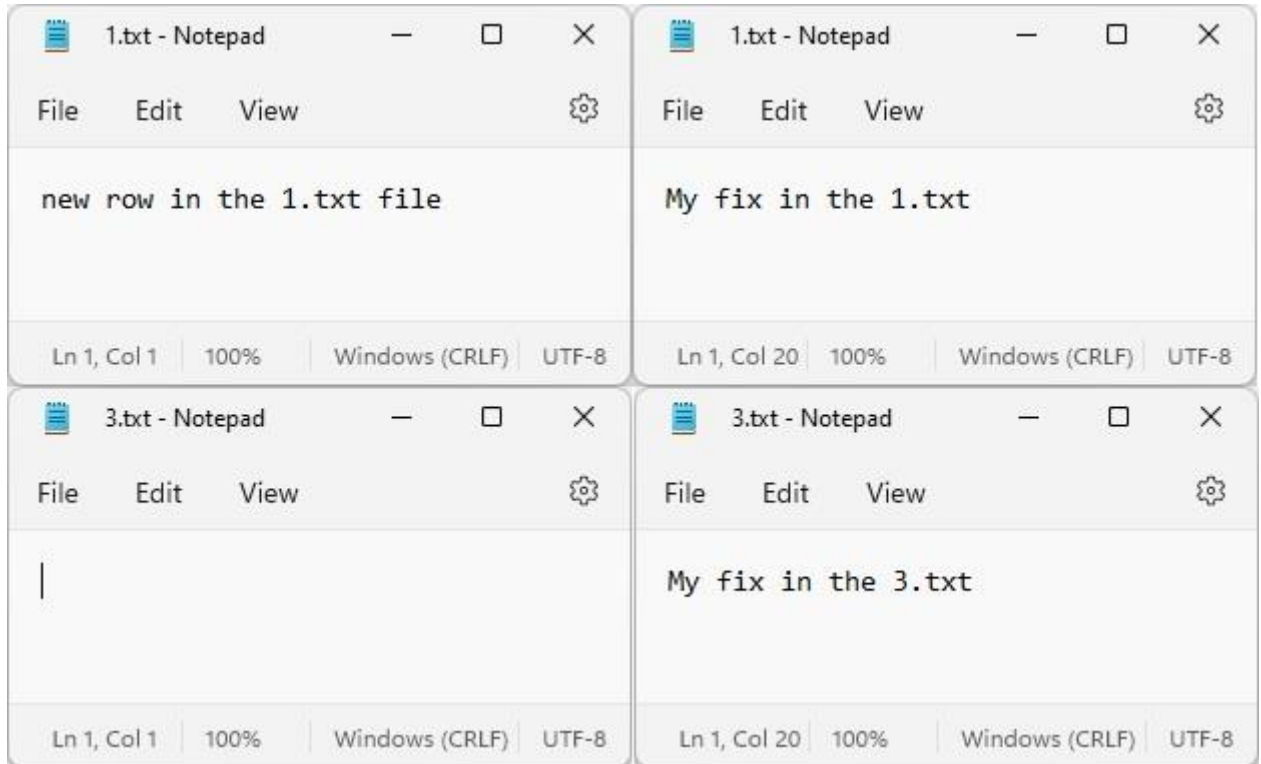 1.txt - Notepad
File Edit View
new row in the 1.txt file
Ln 1, Col 1 100% Windows (CRLF) UTF-8
1.txt - Notepad
File Edit View
My fix in the 1.txt
Ln 1, Col 20 100% Windows (CRLF) UTF-8
3.txt - Notepad
File Edit View
Ln 1, Col 1 100% Windows (CRLF) UTF-8
3.txt - Notepad
File Edit View
My fix in the 3.txt
Ln 1, Col 20 100% Windows (CRLF) UTF-8